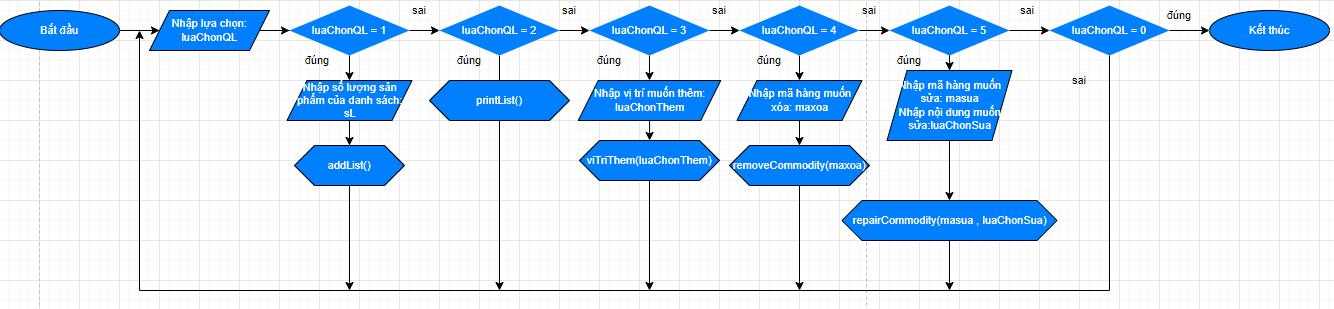 Bắt đầu
Nhập lựa chọn:
luaChonQL
luaChonQL = 1
sai
luaChonQL = 2
sai
luaChonQL = 3
sai
luaChonQL = 4
sai
luaChonQL = 5
sai
luaChonQL = 0
đúng
Kết thúc
đúng
Nhập số lượng sản
phẩm của danh sách:
sL
addList()
đúng
printList()
đúng
Nhập vị trí muốn thêm:
luaChonThem
viTriThem(luaChonThem)
đúng
Nhập mã hàng muốn
xóa: maxoa
removeCommodity(maxoa)
đúng
Nhập mã hàng muốn
sửa: masua
Nhập nội dung muốn
sửa:luaChonSua
repairCommodity(masua , luaChonSua)
sai